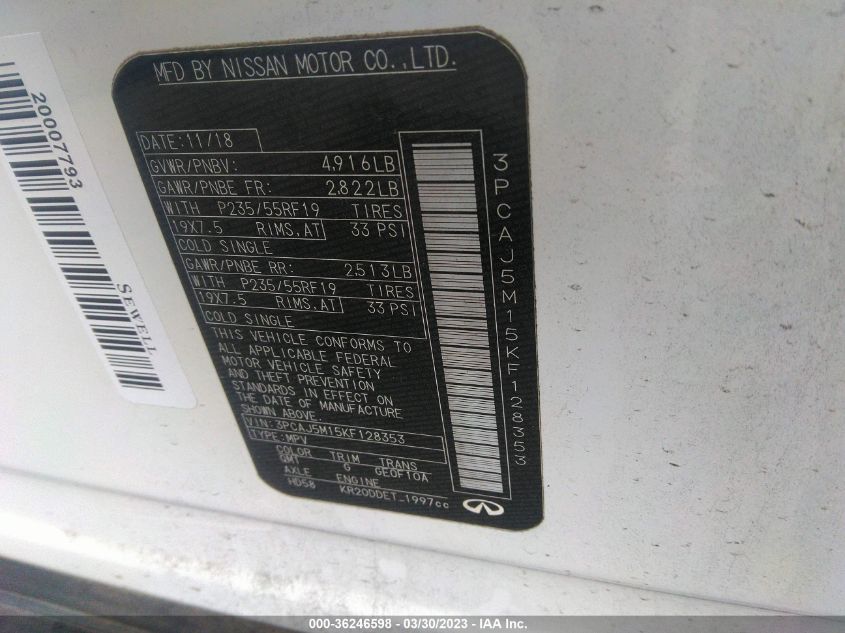 MFD BY NISSAN MOTOR CO.,LTD.
DATE:11/18
GVWR/PNBV: 4,916LB
GAWR/PNBE FR: 2,822LB
WITH P235/55RF19 TIRES
19X7.5 RIMS,AT 33 PSI
COLD SINGLE
GAWR/PNBE RR: 2,513LB
WITH P235/55RF19 TIRES
19X7.5 RIMS,AT 33 PSI
COLD SINGLE
THIS VEHICLE CONFORMS TO
ALL APPLICABLE FEDERAL
MOTOR VEHICLE SAFETY
AND THEFT PREVENTION
STANDARDS IN EFFECT ON
THE DATE OF MANUFACTURE
SHOWN ABOVE.
VIN:3PCAJ5M15KF128353
TYPE:MPV
COLOR TRIM TRANS
G GE0F10A
AXLE ENGINE
HD58 KR20DDET_1997cc
3PCAJ5M15KF128353
20007793
SEWELL
000-36246598 - 03/30/2023 - IAA Inc.